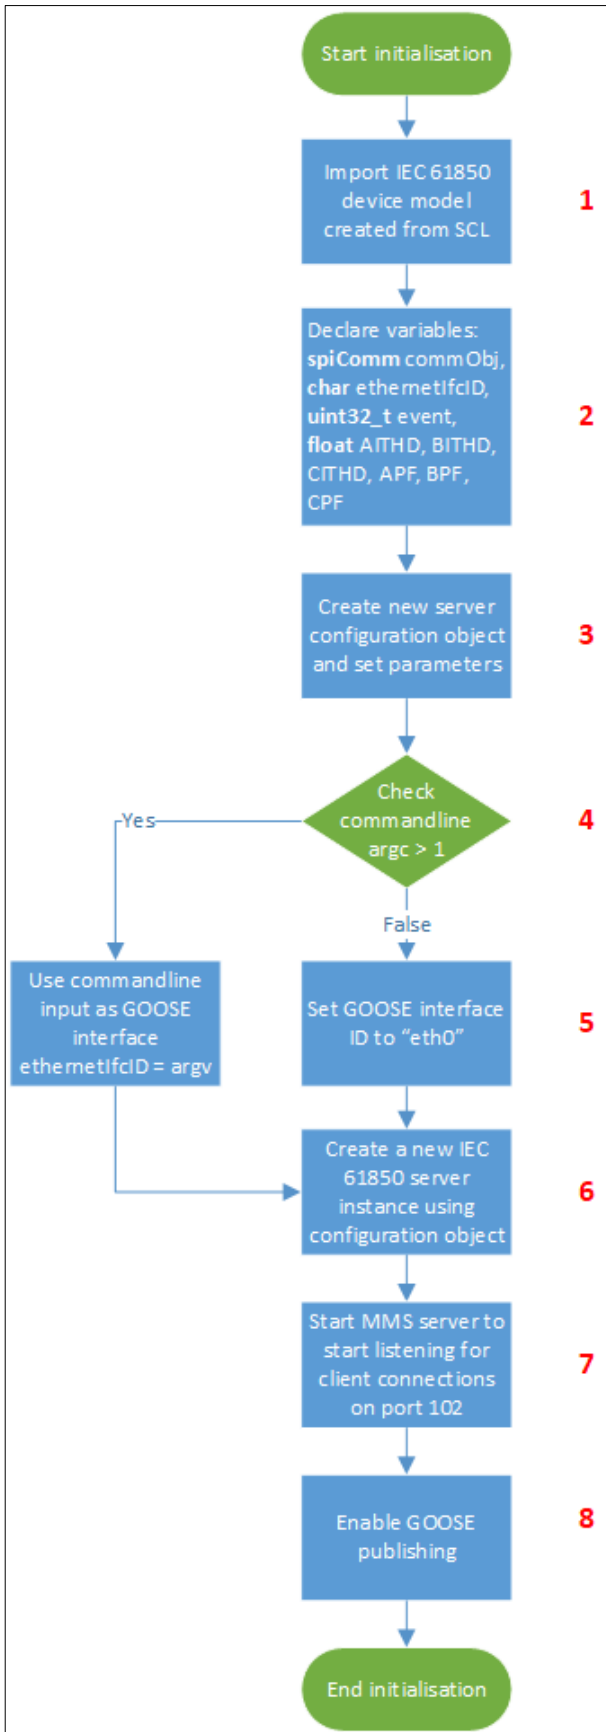 Start initialisation
Import IEC 61850
device model
created from SCL
1
Declare variables:
spiComm commObj,
char ethernetIfcID,
uint32_t event,
float AITHD, BITHD,
CITHD, APF, BPF,
CPF
2
Create new server
configuration object
and set parameters
3
Check
commandline
argc > 1
4
Yes
False
Use commandline
input as GOOSE
interface
ethernetIfcID = argv
Set GOOSE interface
ID to “eth0”
5
Create a new IEC
61850 server
instance using
configuration object
6
Start MMS server to
start listening for
client connections
on port 102
7
Enable GOOSE
publishing
8
End initialisation